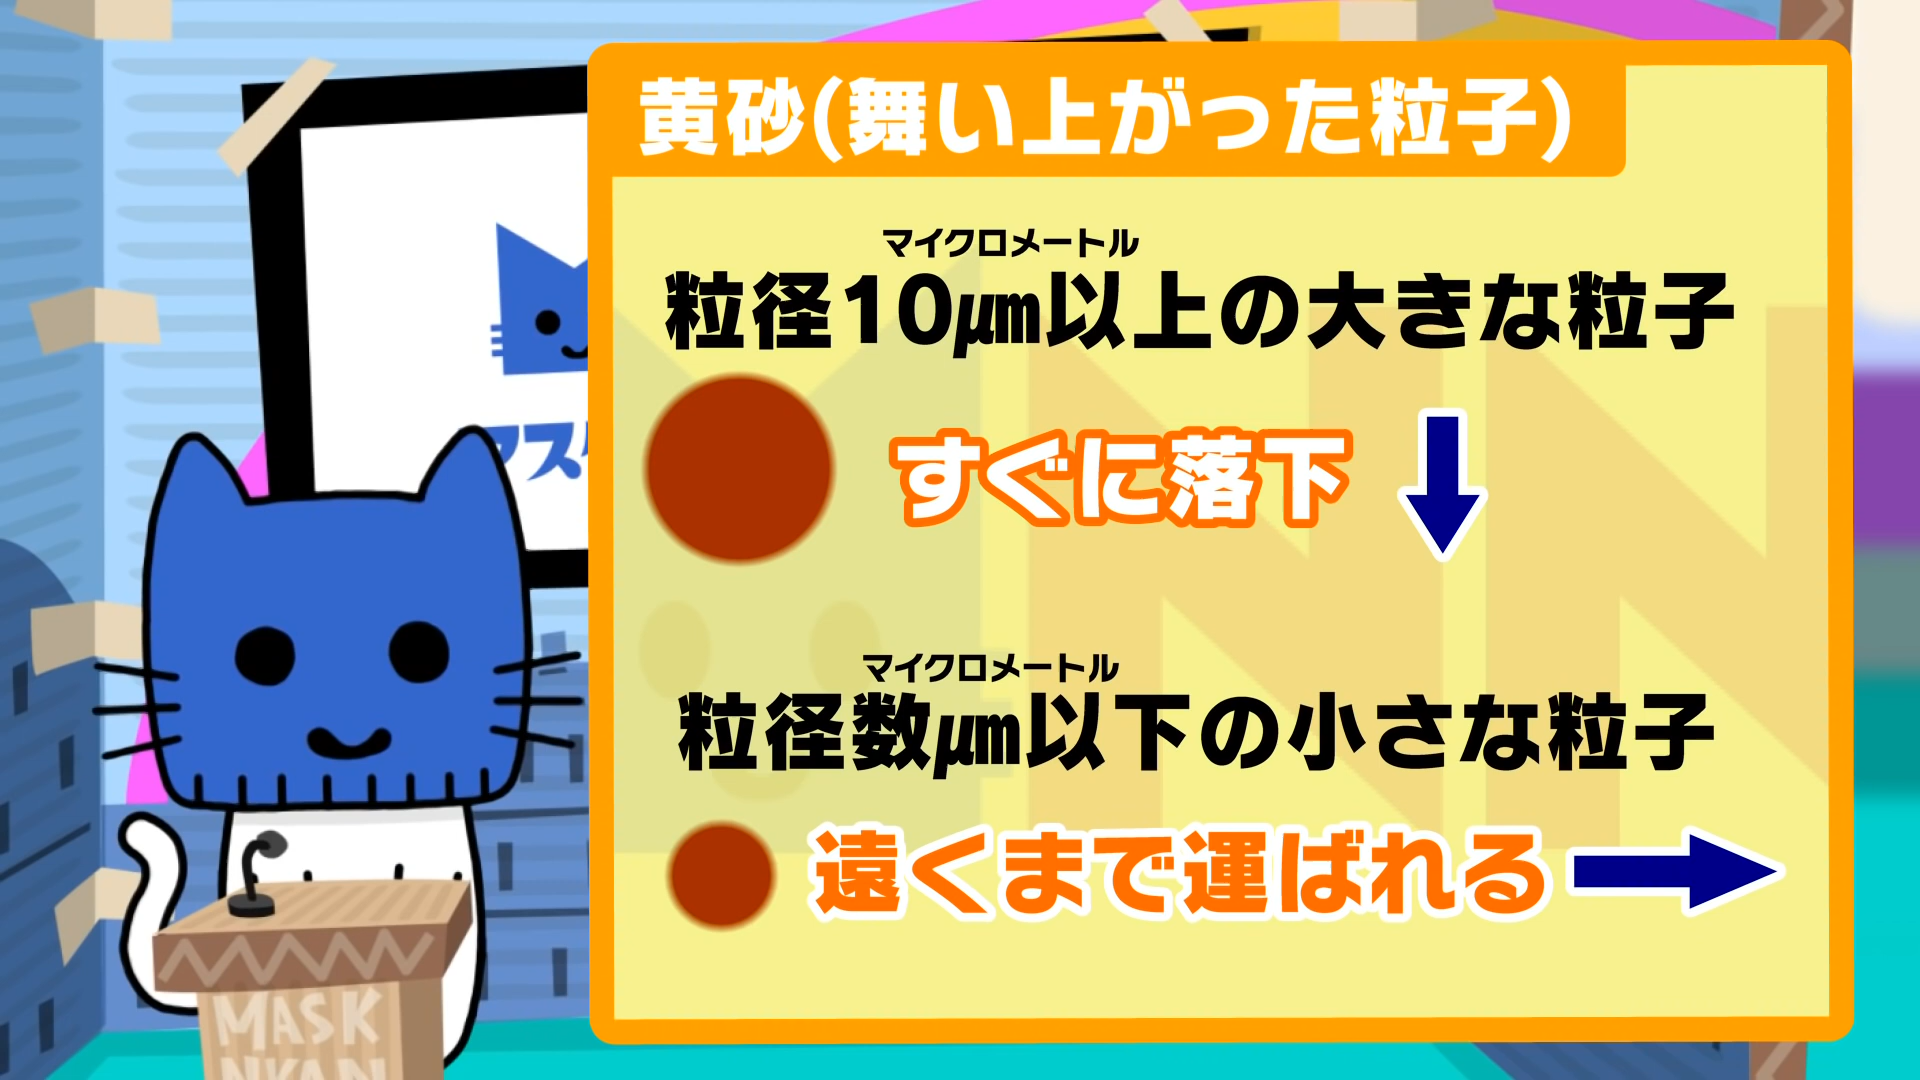 黄砂(舞い上がった粒子)
マイクロメートル
粒径10㎛以上の大きな粒子
すぐに落下
マイクロメートル
粒径数㎛以下の小さな粒子
遠くまで運ばれる
MASK